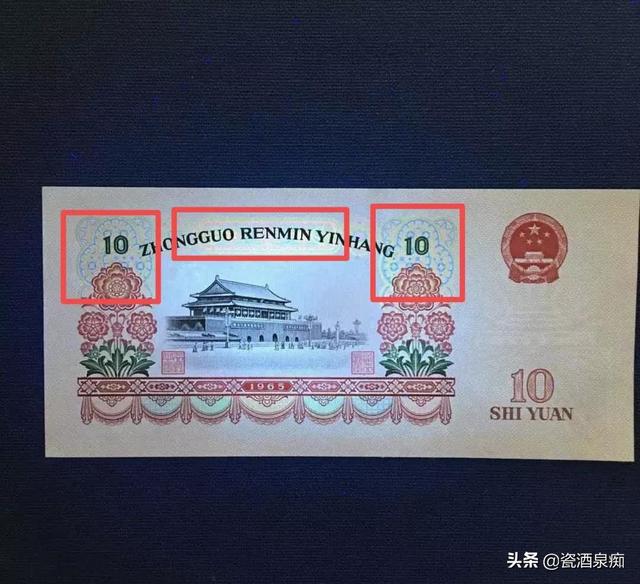 10 ZHONGGUO RENMIN YINHANG 10
1965
10
SHI YUAN
头条 @瓷酒泉痴